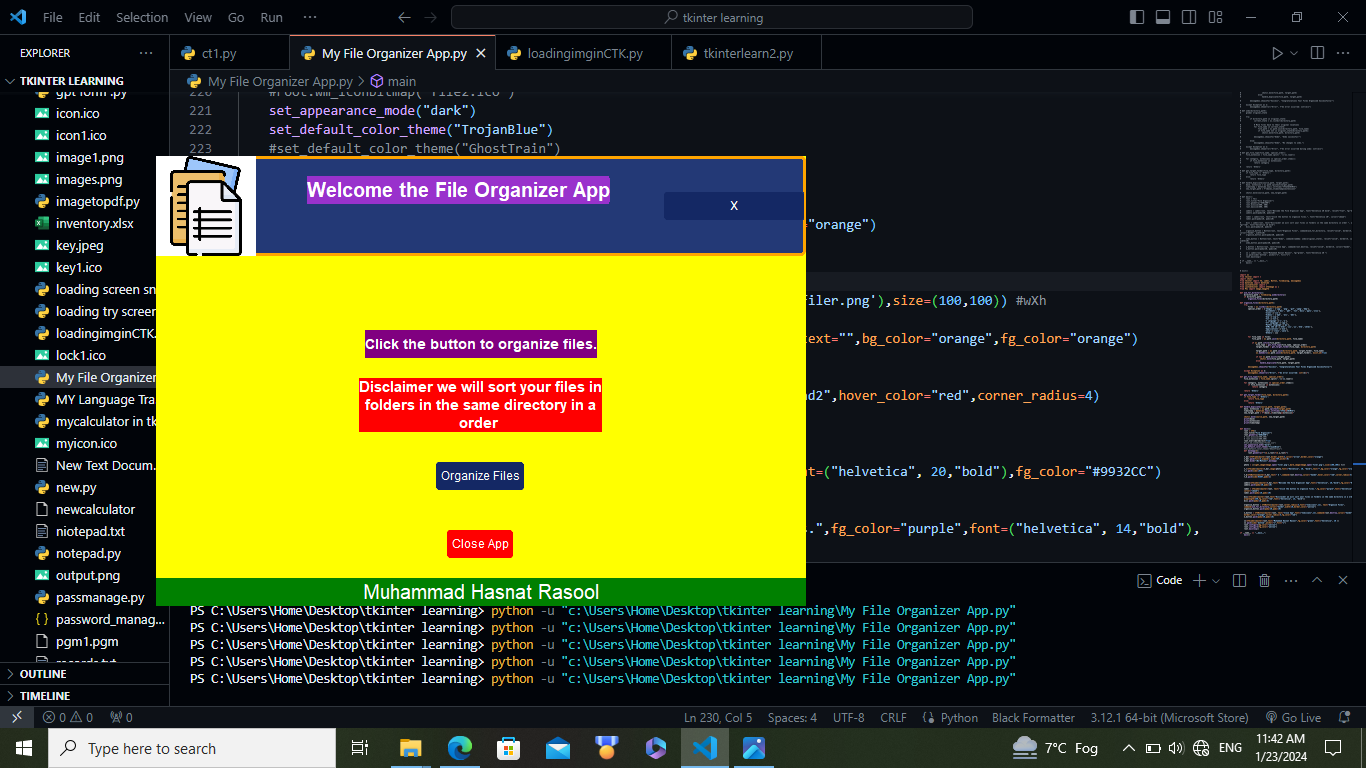 File Edit Selection View Go Run ··· tkinter learning
EXPLORER ···
ct1.py My File Organizer App.py loadingimginCTK.py tkinterlearn2.py
TKINTER LEARNING
My File Organizer App.py > main
gpt form .py
icon.ico
icon1.ico
image1.png
images.png
imagetopdf.py
inventory.xlsx
key.jpeg
key1.ico
loading screen sn
loading try screer
loadingimginCTK.
lock1.ico
My File Organizer
MY Language Tra
mycalculator in tk
myicon.ico
New Text Docum.
new.py
newcalculator
niotepad.txt
notepad.py
output.png
passmanage.py
password_manag...
pgm1.pgm
OUTLINE
TIMELINE
220 #root.wm_iconbitmap("file2.ico")
221 set_appearance_mode("dark")
222 set_default_color_theme("TrojanBlue")
223 #set_default_color_theme("GhostTrain")
"orange")
filer.png'),size=(100,100)) #wXh
text="",bg_color="orange",fg_color="orange")
nd2",hover_color="red",corner_radius=4)
nt=("helvetica", 20,"bold"),fg_color="#9932CC")
.",fg_color="purple",font=("helvetica", 14,"bold"),
Welcome the File Organizer App
X
Click the button to organize files.
Disclaimer we will sort your files in
folders in the same directory in a
order
Organize Files
Close App
Muhammad Hasnat Rasool
Code
PS C:\Users\Home\Desktop\tkinter learning> python -u "c:\Users\Home\Desktop\tkinter learning\My File Organizer App.py"
PS C:\Users\Home\Desktop\tkinter learning> python -u "c:\Users\Home\Desktop\tkinter learning\My File Organizer App.py"
PS C:\Users\Home\Desktop\tkinter learning> python -u "c:\Users\Home\Desktop\tkinter learning\My File Organizer App.py"
PS C:\Users\Home\Desktop\tkinter learning> python -u "c:\Users\Home\Desktop\tkinter learning\My File Organizer App.py"
PS C:\Users\Home\Desktop\tkinter learning> python -u "c:\Users\Home\Desktop\tkinter learning\My File Organizer App.py"
0 0 0 Ln 230, Col 5 Spaces: 4 UTF-8 CRLF Python Black Formatter 3.12.1 64-bit (Microsoft Store) Go Live
Type here to search 7°C Fog ENG 11:42 AM
1/23/2024